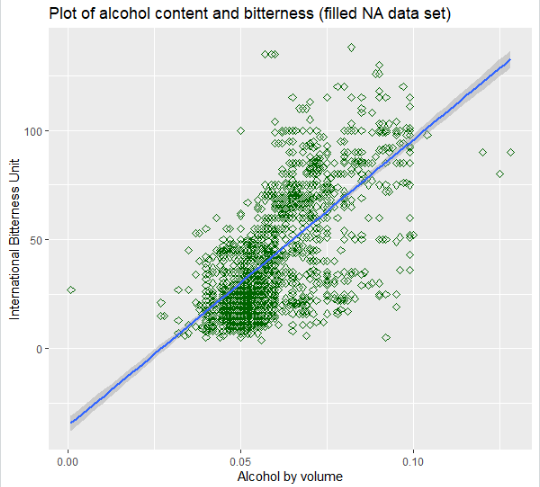 Plot of alcohol content and bitterness (filled NA data set)
International Bitterness Unit
100
50
0
0.00
0.05
0.10
Alcohol by volume